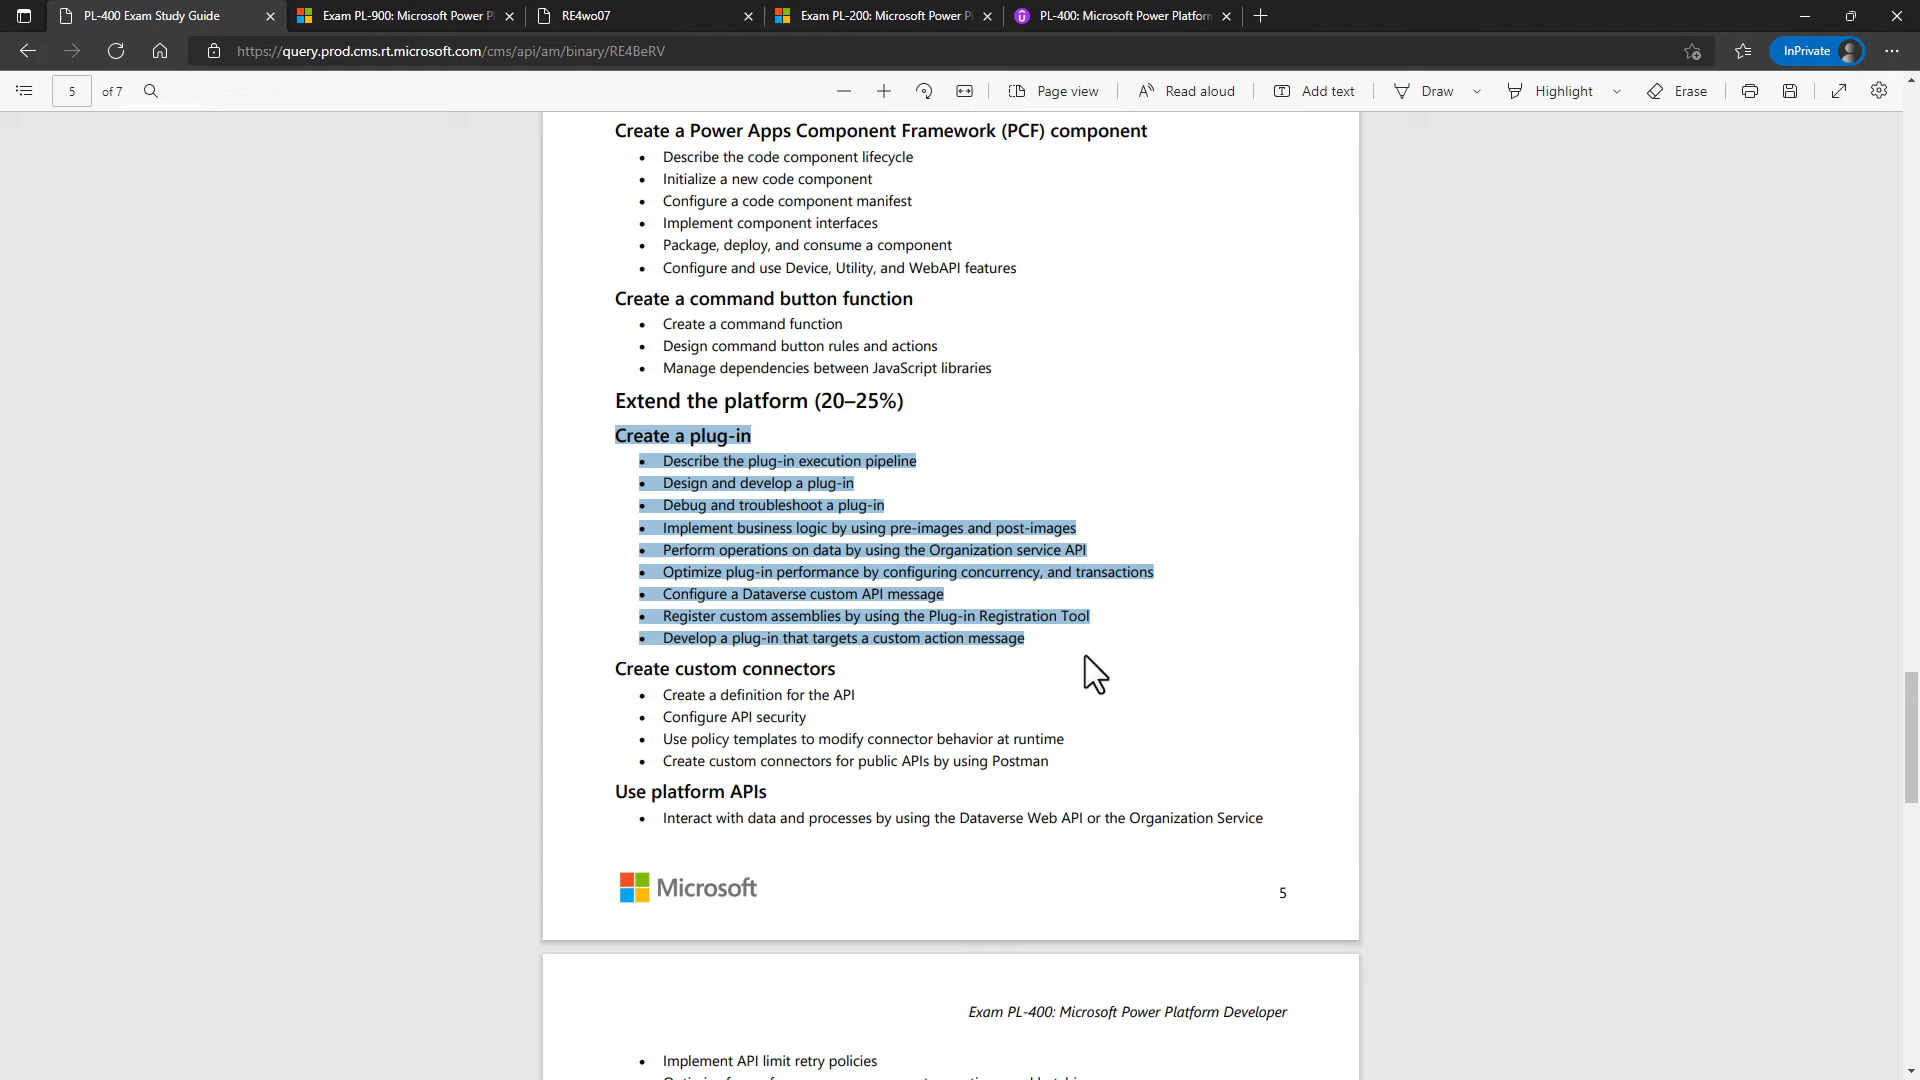 PL-400 Exam Study Guide
Exam PL-900: Microsoft Power P
RE4wo07
Exam PL-200: Microsoft Power P
PL-400: Microsoft Power Platform
https://query.prod.cms.rt.microsoft.com/cms/api/am/binary/RE4BeRV
InPrivate
5 of 7
Page view
Read aloud
Add text
Draw
Highlight
Erase
Create a Power Apps Component Framework (PCF) component
• Describe the code component lifecycle
• Initialize a new code component
• Configure a code component manifest
• Implement component interfaces
• Package, deploy, and consume a component
• Configure and use Device, Utility, and WebAPI features
Create a command button function
• Create a command function
• Design command button rules and actions
• Manage dependencies between JavaScript libraries
Extend the platform (20–25%)
Create a plug-in
• Describe the plug-in execution pipeline
• Design and develop a plug-in
• Debug and troubleshoot a plug-in
• Implement business logic by using pre-images and post-images
• Perform operations on data by using the Organization service API
• Optimize plug-in performance by configuring concurrency, and transactions
• Configure a Dataverse custom API message
• Register custom assemblies by using the Plug-in Registration Tool
• Develop a plug-in that targets a custom action message
Create custom connectors
• Create a definition for the API
• Configure API security
• Use policy templates to modify connector behavior at runtime
• Create custom connectors for public APIs by using Postman
Use platform APIs
• Interact with data and processes by using the Dataverse Web API or the Organization Service
Microsoft
5
Exam PL-400: Microsoft Power Platform Developer
• Implement API limit retry policies